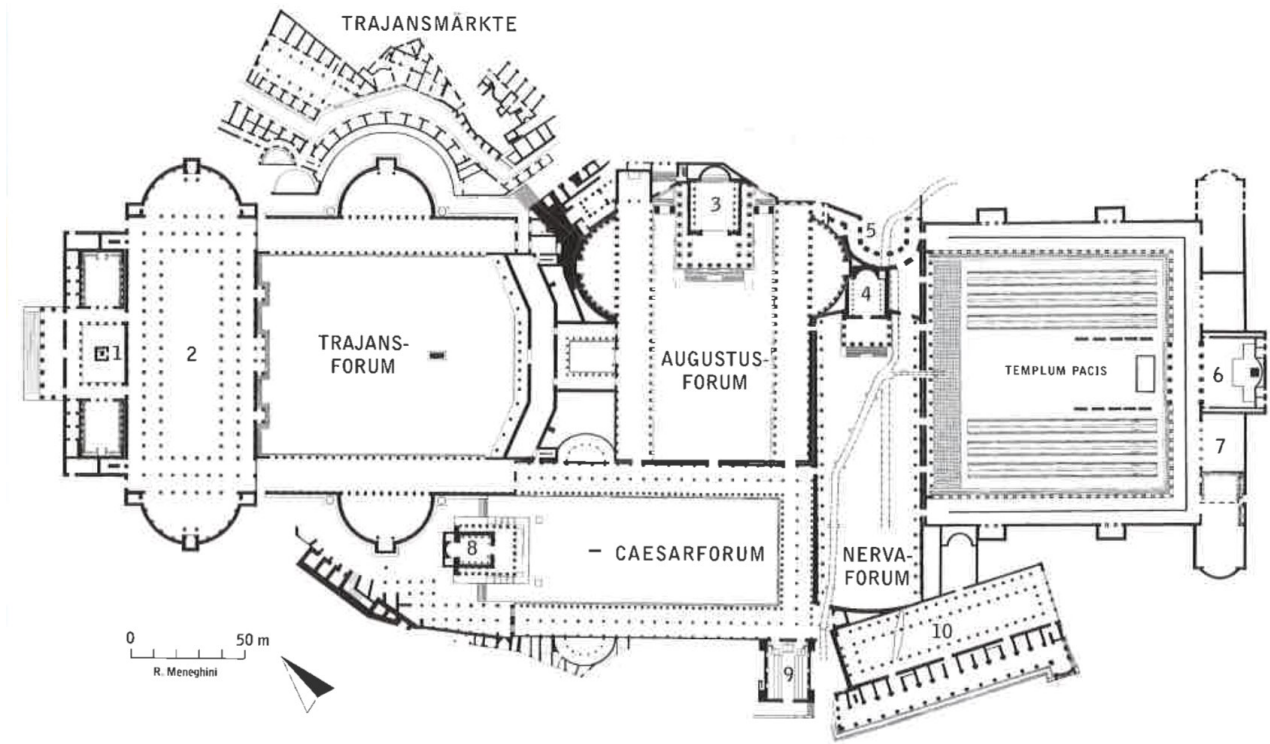 TRAJANSMÄRKTE
3
5
4
1
2
TRAJANS-
FORUM
AUGUSTUS-
FORUM
TEMPLUM PACIS
6
7
8
CAESARFORUM
NERVA-
FORUM
10
9
0 50 m
R. Meneghini